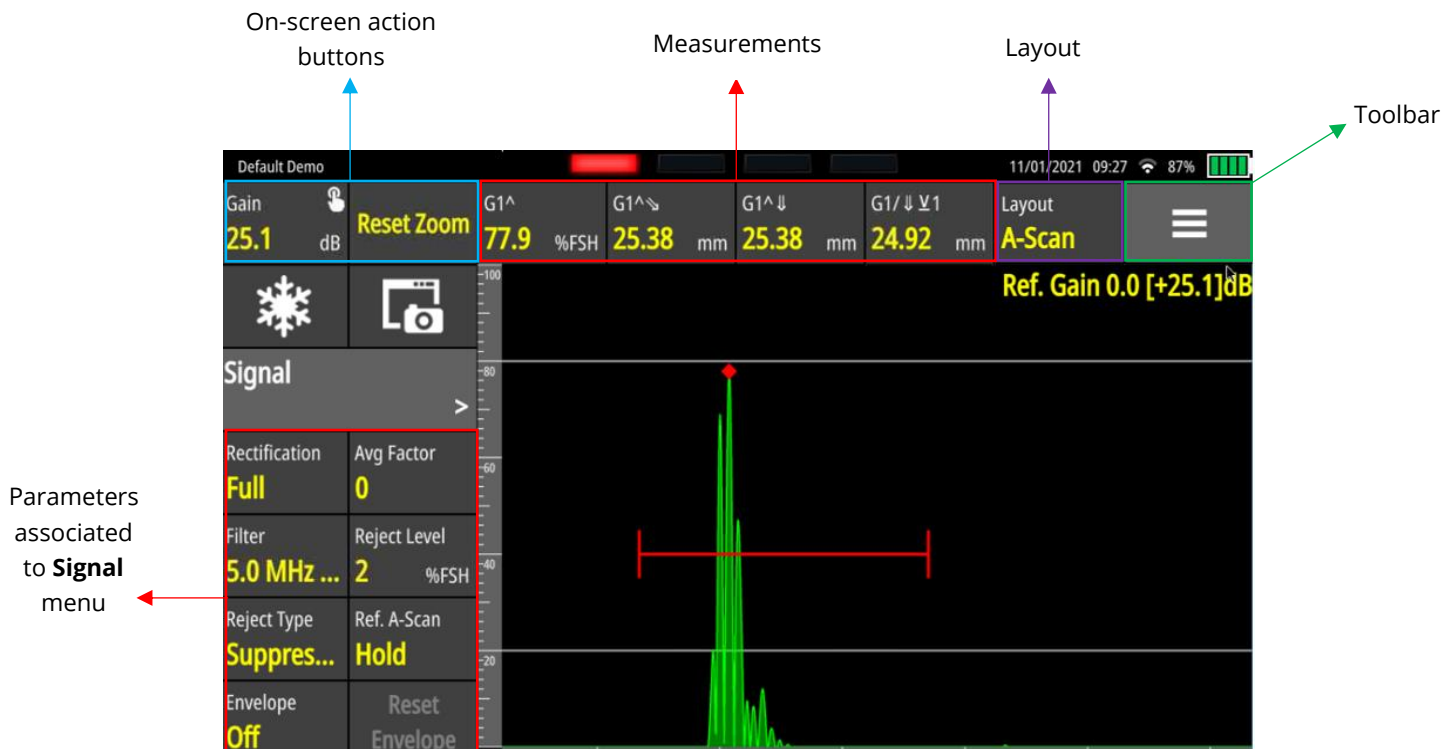 On-screen action
buttons
Measurements
Layout
Toolbar
Default Demo
11/01/2021 09:27 87%
Gain
25.1 dB
Reset Zoom
G1^
77.9 %FSH
G1^⇘
25.38 mm
G1^⇓
25.38 mm
G1/⇓⊻1
24.92 mm
Layout
A-Scan
Ref. Gain 0.0 [+25.1]dB
Signal
>
Rectification
Full
Avg Factor
0
Filter
5.0 MHz ...
Reject Level
2 %FSH
Reject Type
Suppres...
Ref. A-Scan
Hold
Envelope
Off
Reset
Envelope
100
80
60
40
20
Parameters
associated
to Signal
menu